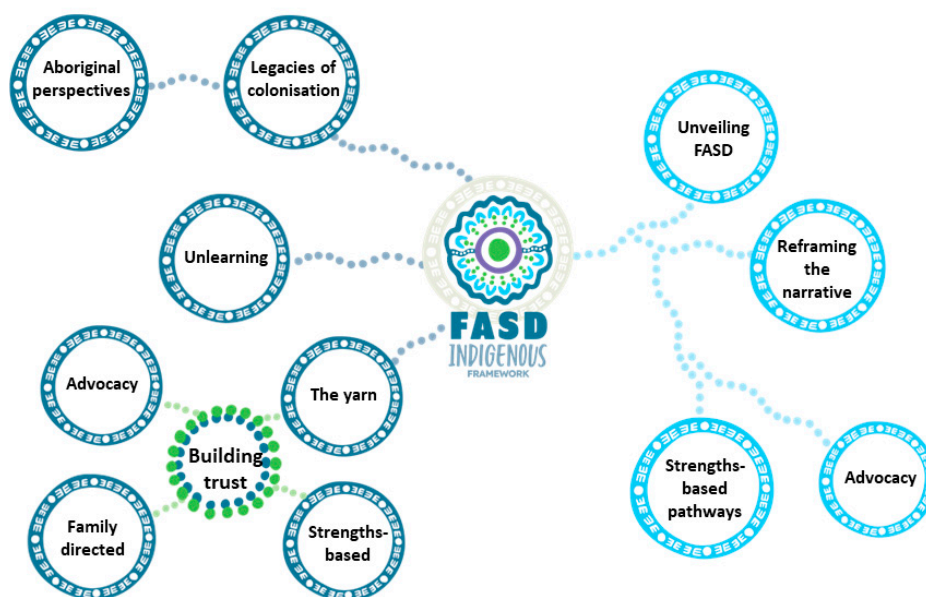 Aboriginal
perspectives
Legacies of
colonisation
Unlearning
Advocacy
The yarn
Building
trust
Family
directed
Strengths-
based
FASD
INDIGENOUS
FRAMEWORK
Unveiling
FASD
Reframing
the
narrative
Strengths-
based
pathways
Advocacy